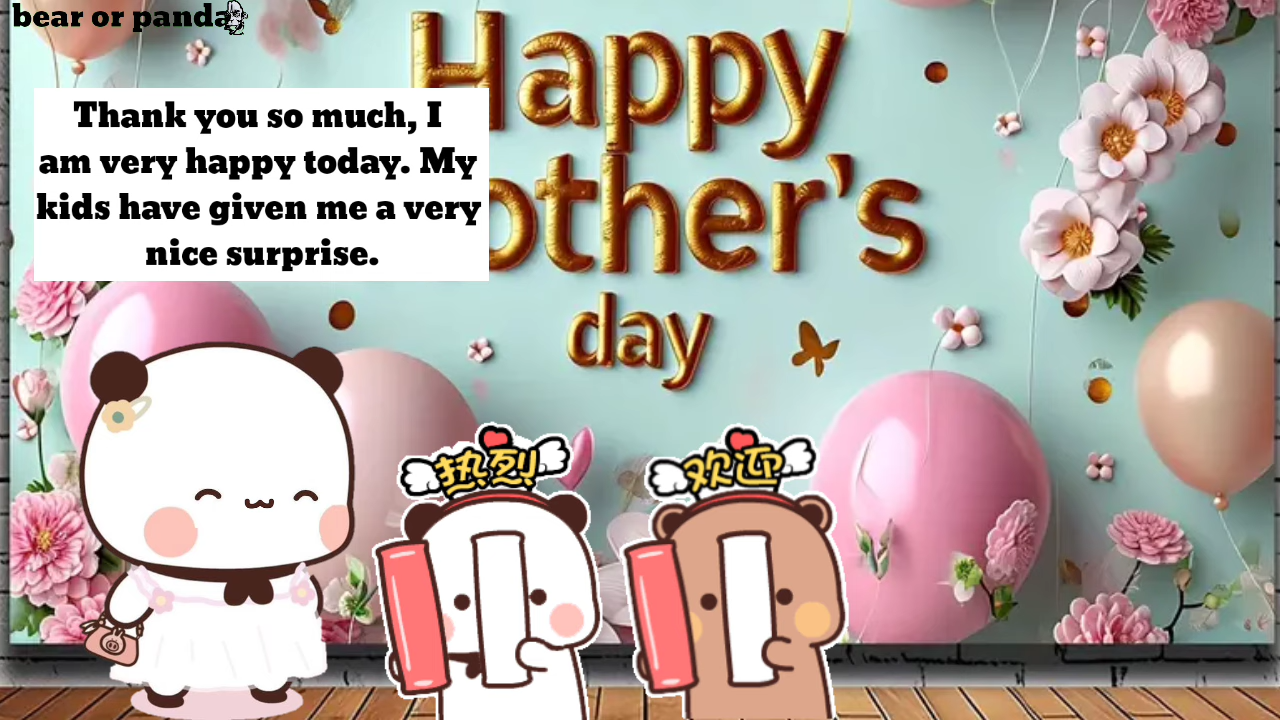 bear or panda
Happy
other's
day
Thank you so much, I
am very happy today. My
kids have given me a very
nice surprise.
热烈
欢迎